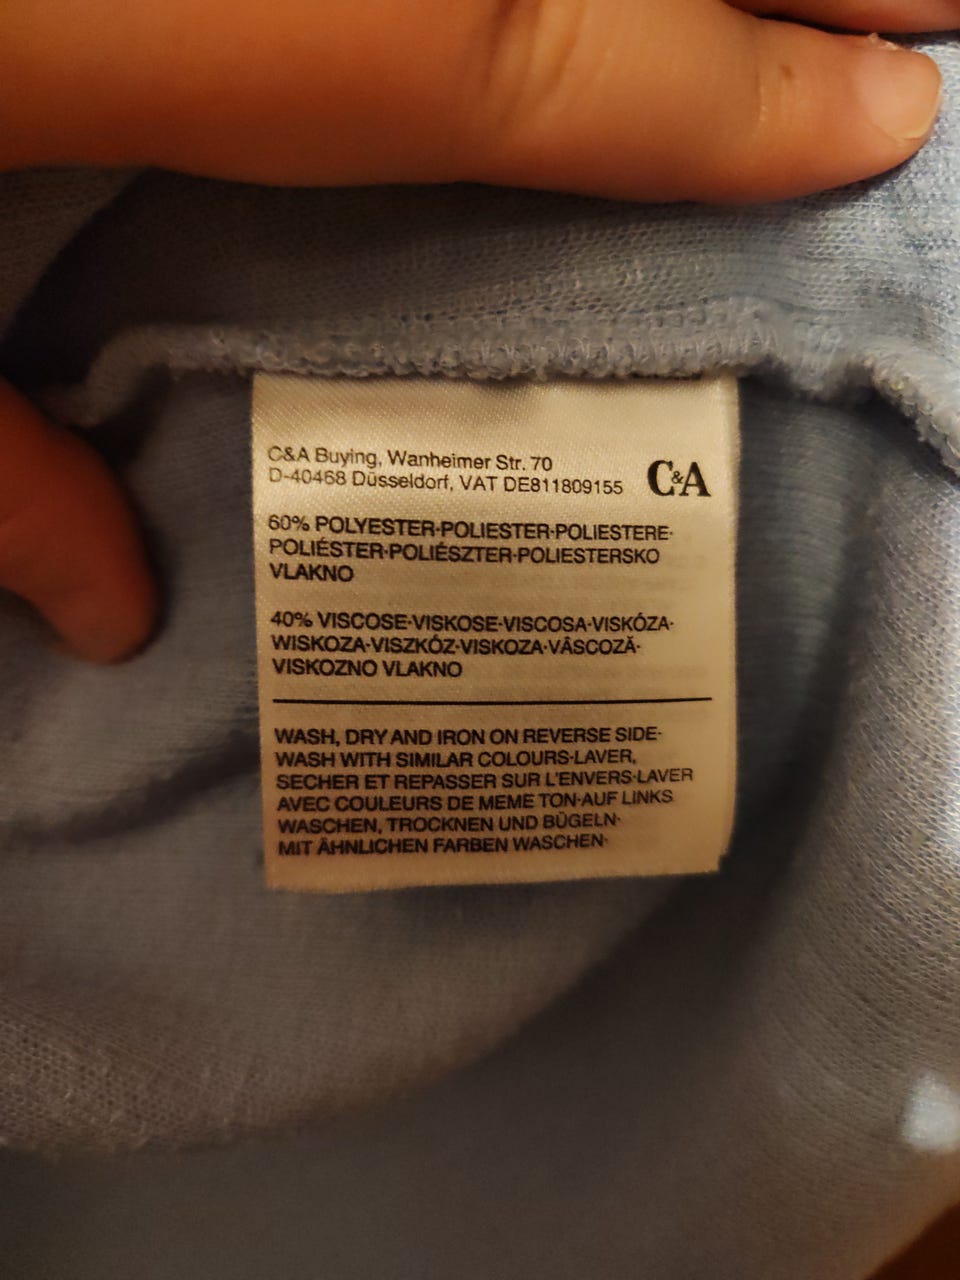 C&A Buying, Wanheimer Str. 70
D-40468 Düsseldorf, VAT DE811809155
C&A
60% POLYESTER·POLIESTER·POLIESTERE·
POLIÉSTER·POLIÉSZTER·POLIESTERSKO
VLAKNO
40% VISCOSE·VISKOSE·VISCOSA·VISKÓZA·
WISKOZA·VISZKÓZ·VISKOZA·VÂSCOZĂ·
VISKOZNO VLAKNO
WASH, DRY AND IRON ON REVERSE SIDE·
WASH WITH SIMILAR COLOURS·LAVER,
SECHER ET REPASSER SUR L'ENVERS·LAVER
AVEC COULEURS DE MEME TON·AUF LINKS
WASCHEN, TROCKNEN UND BÜGELN·
MIT ÄHNLICHEN FARBEN WASCHEN·